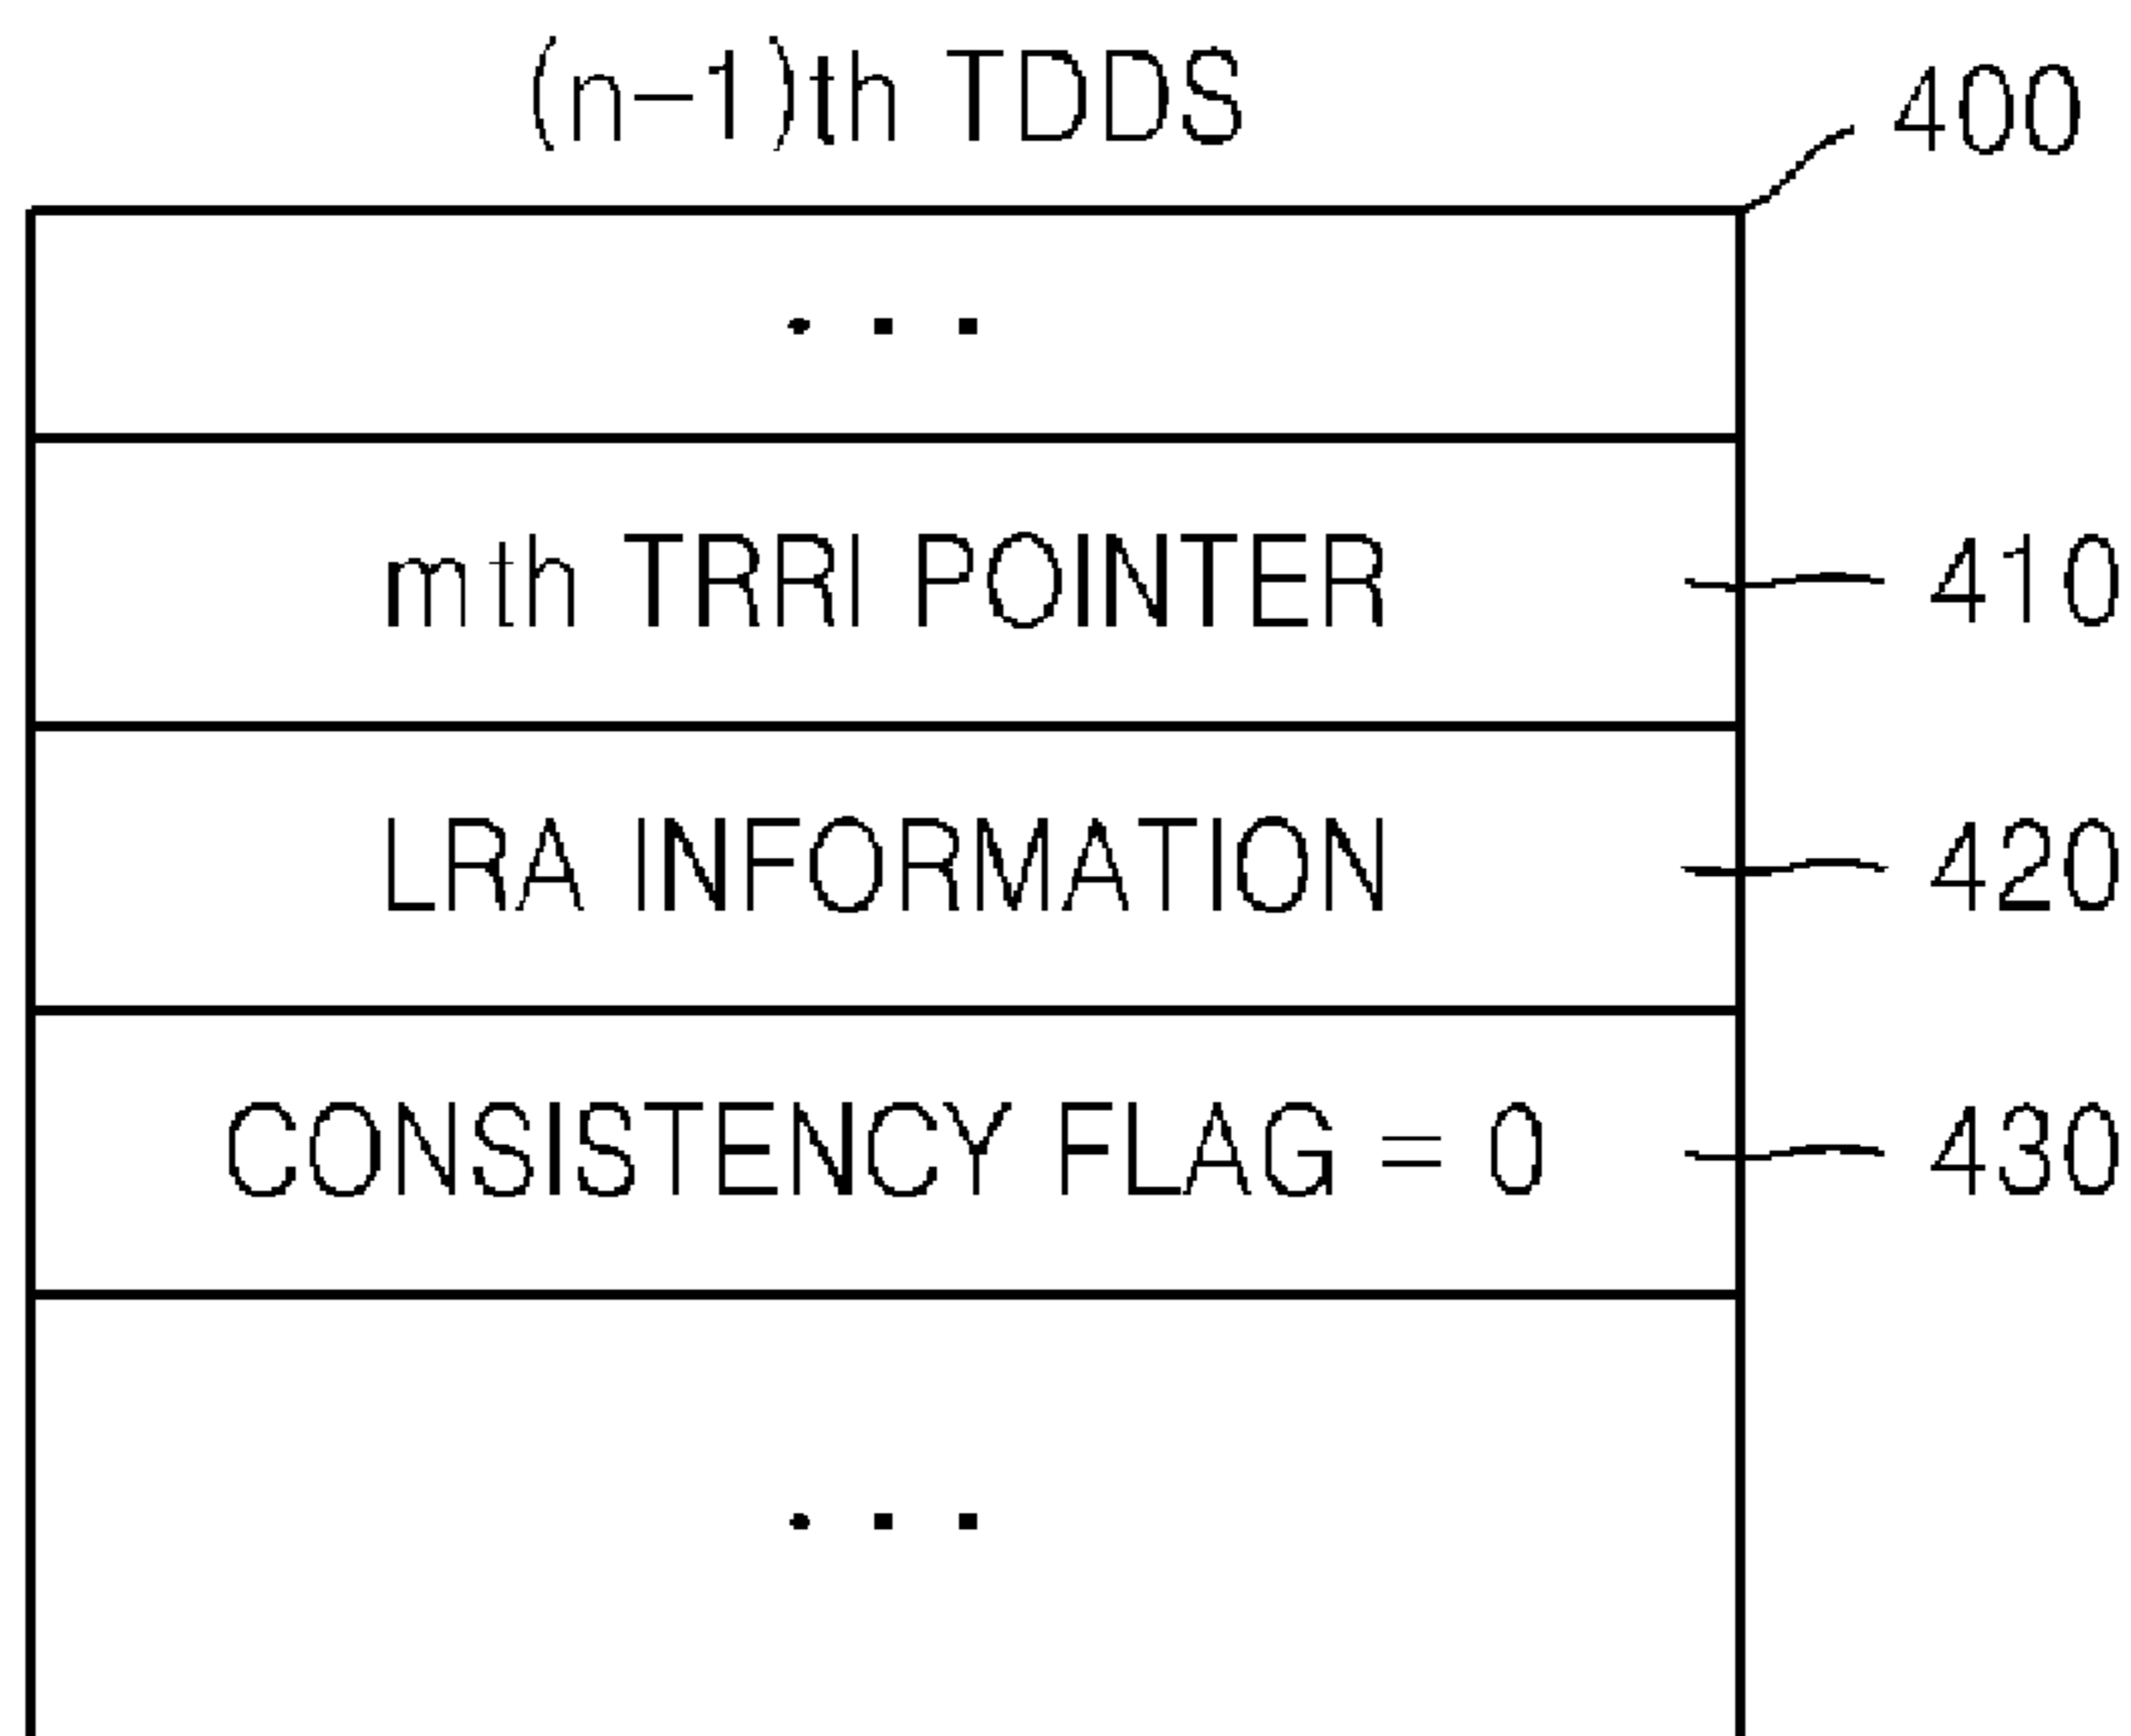 (n-1)th TDDS
400
. . .
mth TRRI POINTER
410
LRA INFORMATION
420
CONSISTENCY FLAG = 0
430
. . .